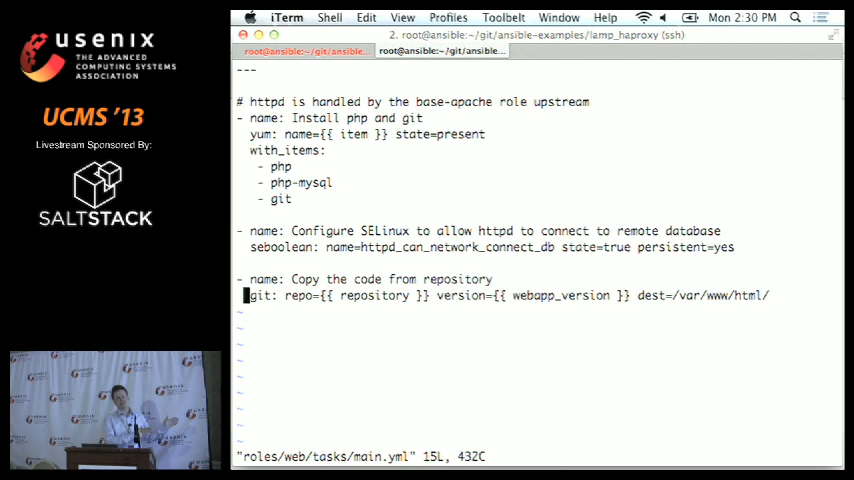 usenix
THE ADVANCED
COMPUTING SYSTEMS
ASSOCIATION
UCMS '13
Livestream Sponsored By:
SALTSTACK
iTerm Shell Edit View Profiles Toolbelt Window Help Mon 2:30 PM
2. root@ansible:~/git/ansible-examples/lamp_haproxy (ssh)
root@ansible:~/git/ansible... root@ansible:~/git/ansible...
---
# httpd is handled by the base-apache role upstream
- name: Install php and git
yum: name={{ item }} state=present
with_items:
- php
- php-mysql
- git
- name: Configure SELinux to allow httpd to connect to remote database
seboolean: name=httpd_can_network_connect_db state=true persistent=yes
- name: Copy the code from repository
git: repo={{ repository }} version={{ webapp_version }} dest=/var/www/html/
~
~
~
~
~
~
~
~
~
"roles/web/tasks/main.yml" 15L, 432C